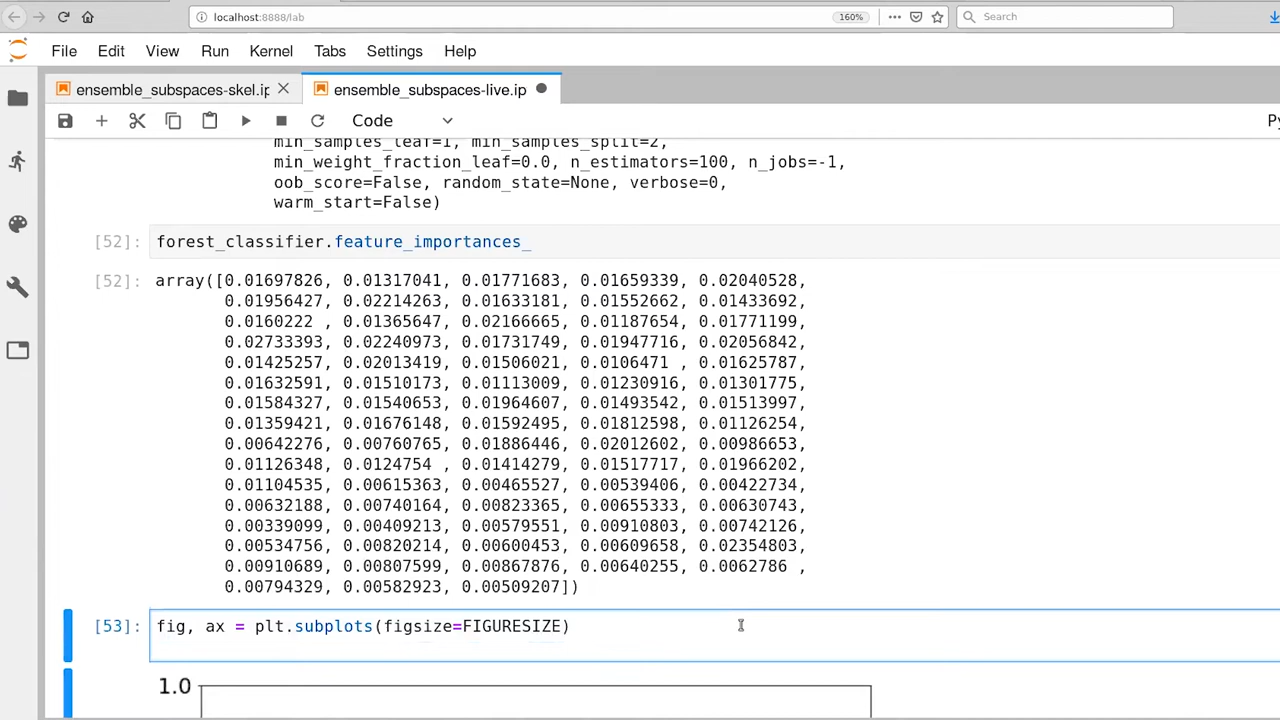 localhost:8888/lab
160%
Search
File Edit View Run Kernel Tabs Settings Help
ensemble_subspaces-skel.ip
ensemble_subspaces-live.ip
Code
Py
min_samples_leaf=1, min_samples_split=2,
min_weight_fraction_leaf=0.0, n_estimators=100, n_jobs=-1,
oob_score=False, random_state=None, verbose=0,
warm_start=False)
[52]: forest_classifier.feature_importances_
[52]: array([0.01697826, 0.01317041, 0.01771683, 0.01659339, 0.02040528,
0.01956427, 0.02214263, 0.01633181, 0.01552662, 0.01433692,
0.0160222 , 0.01365647, 0.02166665, 0.01187654, 0.01771199,
0.02733393, 0.02240973, 0.01731749, 0.01947716, 0.02056842,
0.01425257, 0.02013419, 0.01506021, 0.0106471 , 0.01625787,
0.01632591, 0.01510173, 0.01113009, 0.01230916, 0.01301775,
0.01584327, 0.01540653, 0.01964607, 0.01493542, 0.01513997,
0.01359421, 0.01676148, 0.01592495, 0.01812598, 0.01126254,
0.00642276, 0.00760765, 0.01886446, 0.02012602, 0.00986653,
0.01126348, 0.0124754 , 0.01414279, 0.01517717, 0.01966202,
0.01104535, 0.00615363, 0.00465527, 0.00539406, 0.00422734,
0.00632188, 0.00740164, 0.00823365, 0.00655333, 0.00630743,
0.00339099, 0.00409213, 0.00579551, 0.00910803, 0.00742126,
0.00534756, 0.00820214, 0.00600453, 0.00609658, 0.02354803,
0.00910689, 0.00807599, 0.00867876, 0.00640255, 0.0062786 ,
0.00794329, 0.00582923, 0.00509207])
[53]: fig, ax = plt.subplots(figsize=FIGURESIZE)
1.0